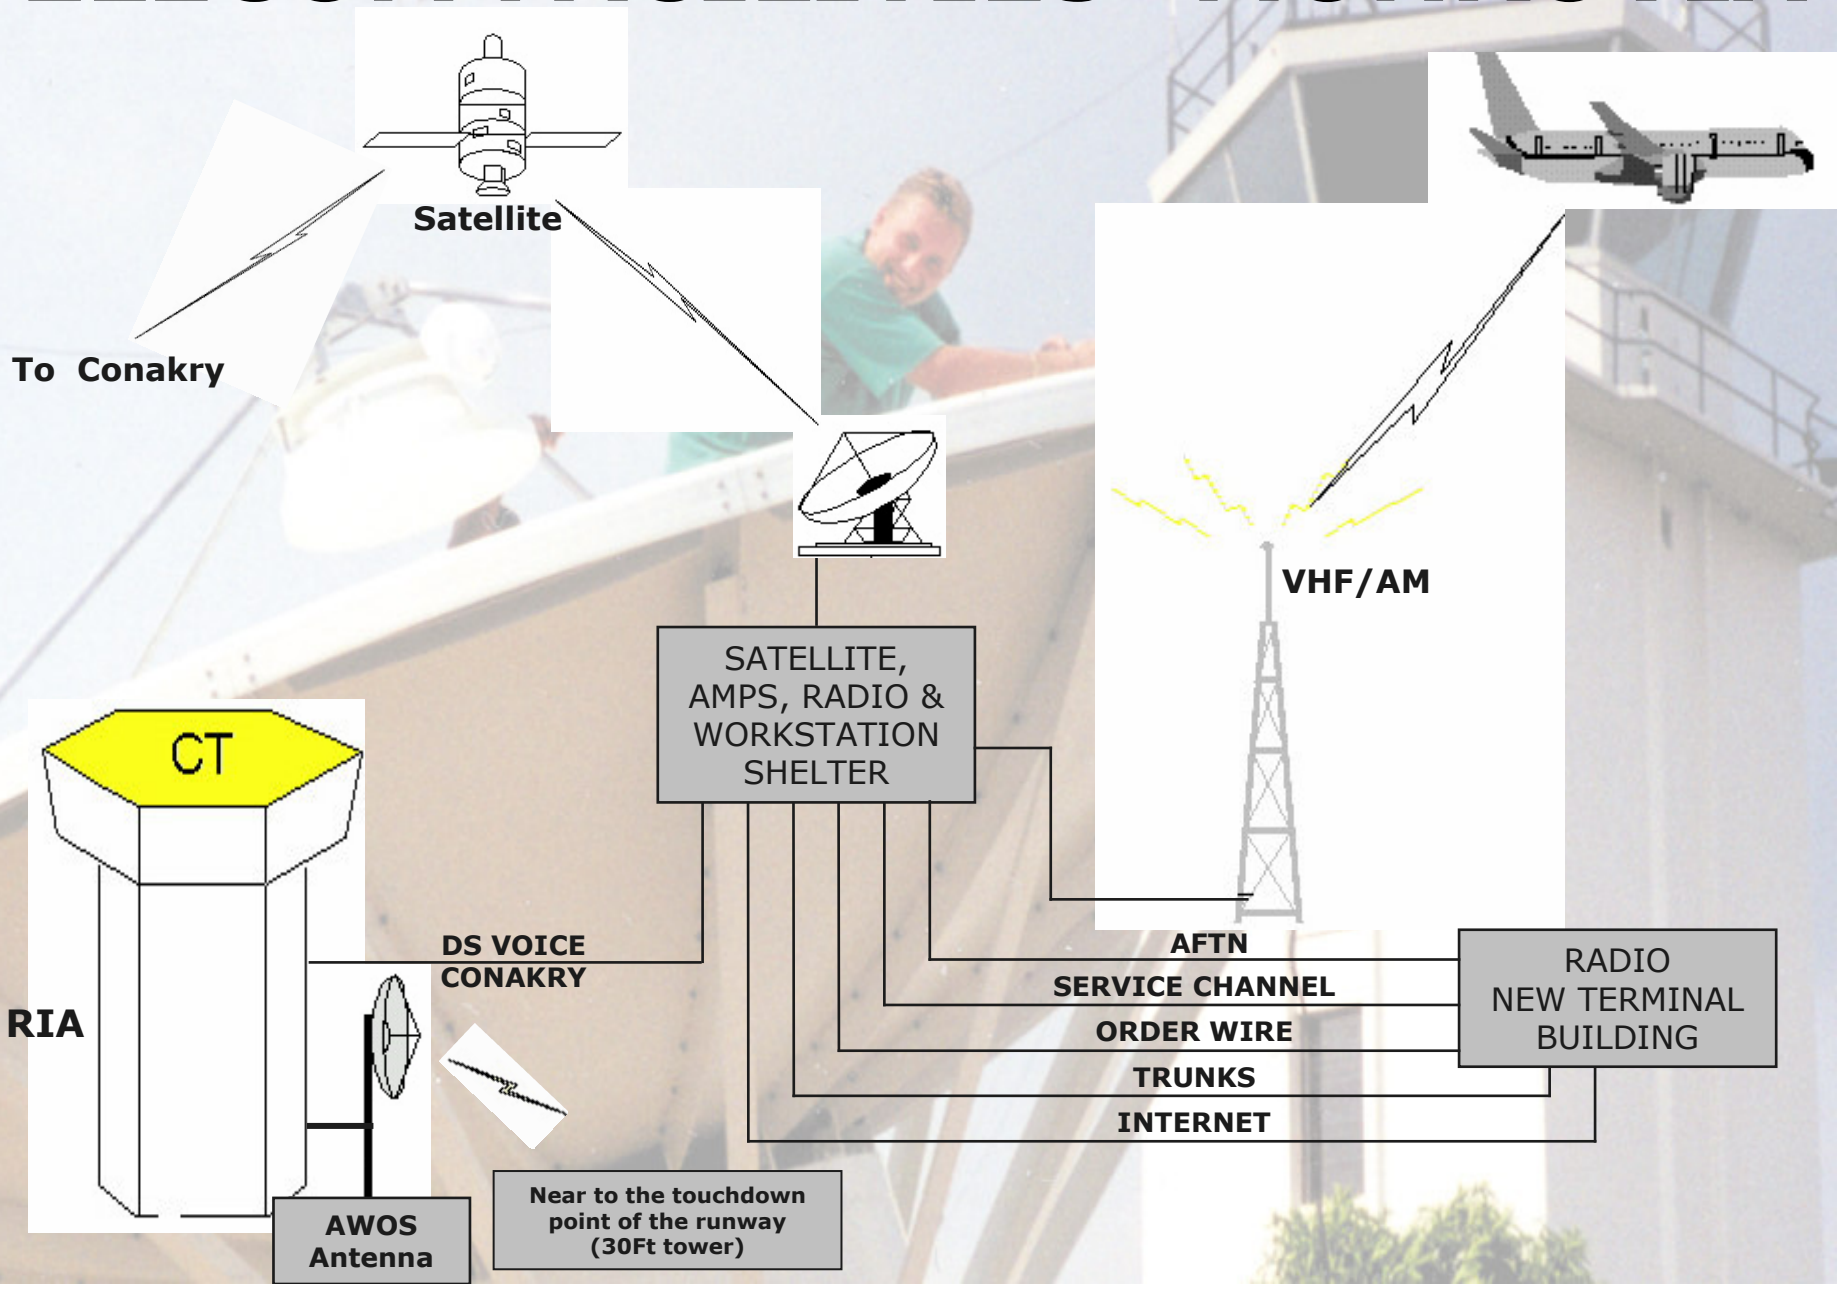 Satellite
To Conakry
VHF/AM
SATELLITE,
AMPS, RADIO &
WORKSTATION
SHELTER
CT
DS VOICE
CONAKRY
RIA
AFTN
SERVICE CHANNEL
ORDER WIRE
TRUNKS
INTERNET
RADIO
NEW TERMINAL
BUILDING
AWOS
Antenna
Near to the touchdown
point of the runway
(30Ft tower)